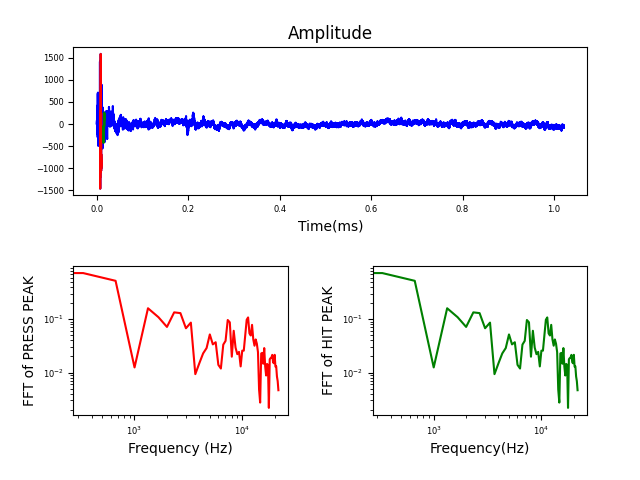 Amplitude
1500
1000
500
0
−500
−1000
−1500
0.0 0.2 0.4 0.6 0.8 1.0
Time(ms)
FFT of PRESS PEAK
10⁻¹
10⁻²
10³ 10⁴
Frequency (Hz)
FFT of HIT PEAK
10⁻¹
10⁻²
10³ 10⁴
Frequency(Hz)